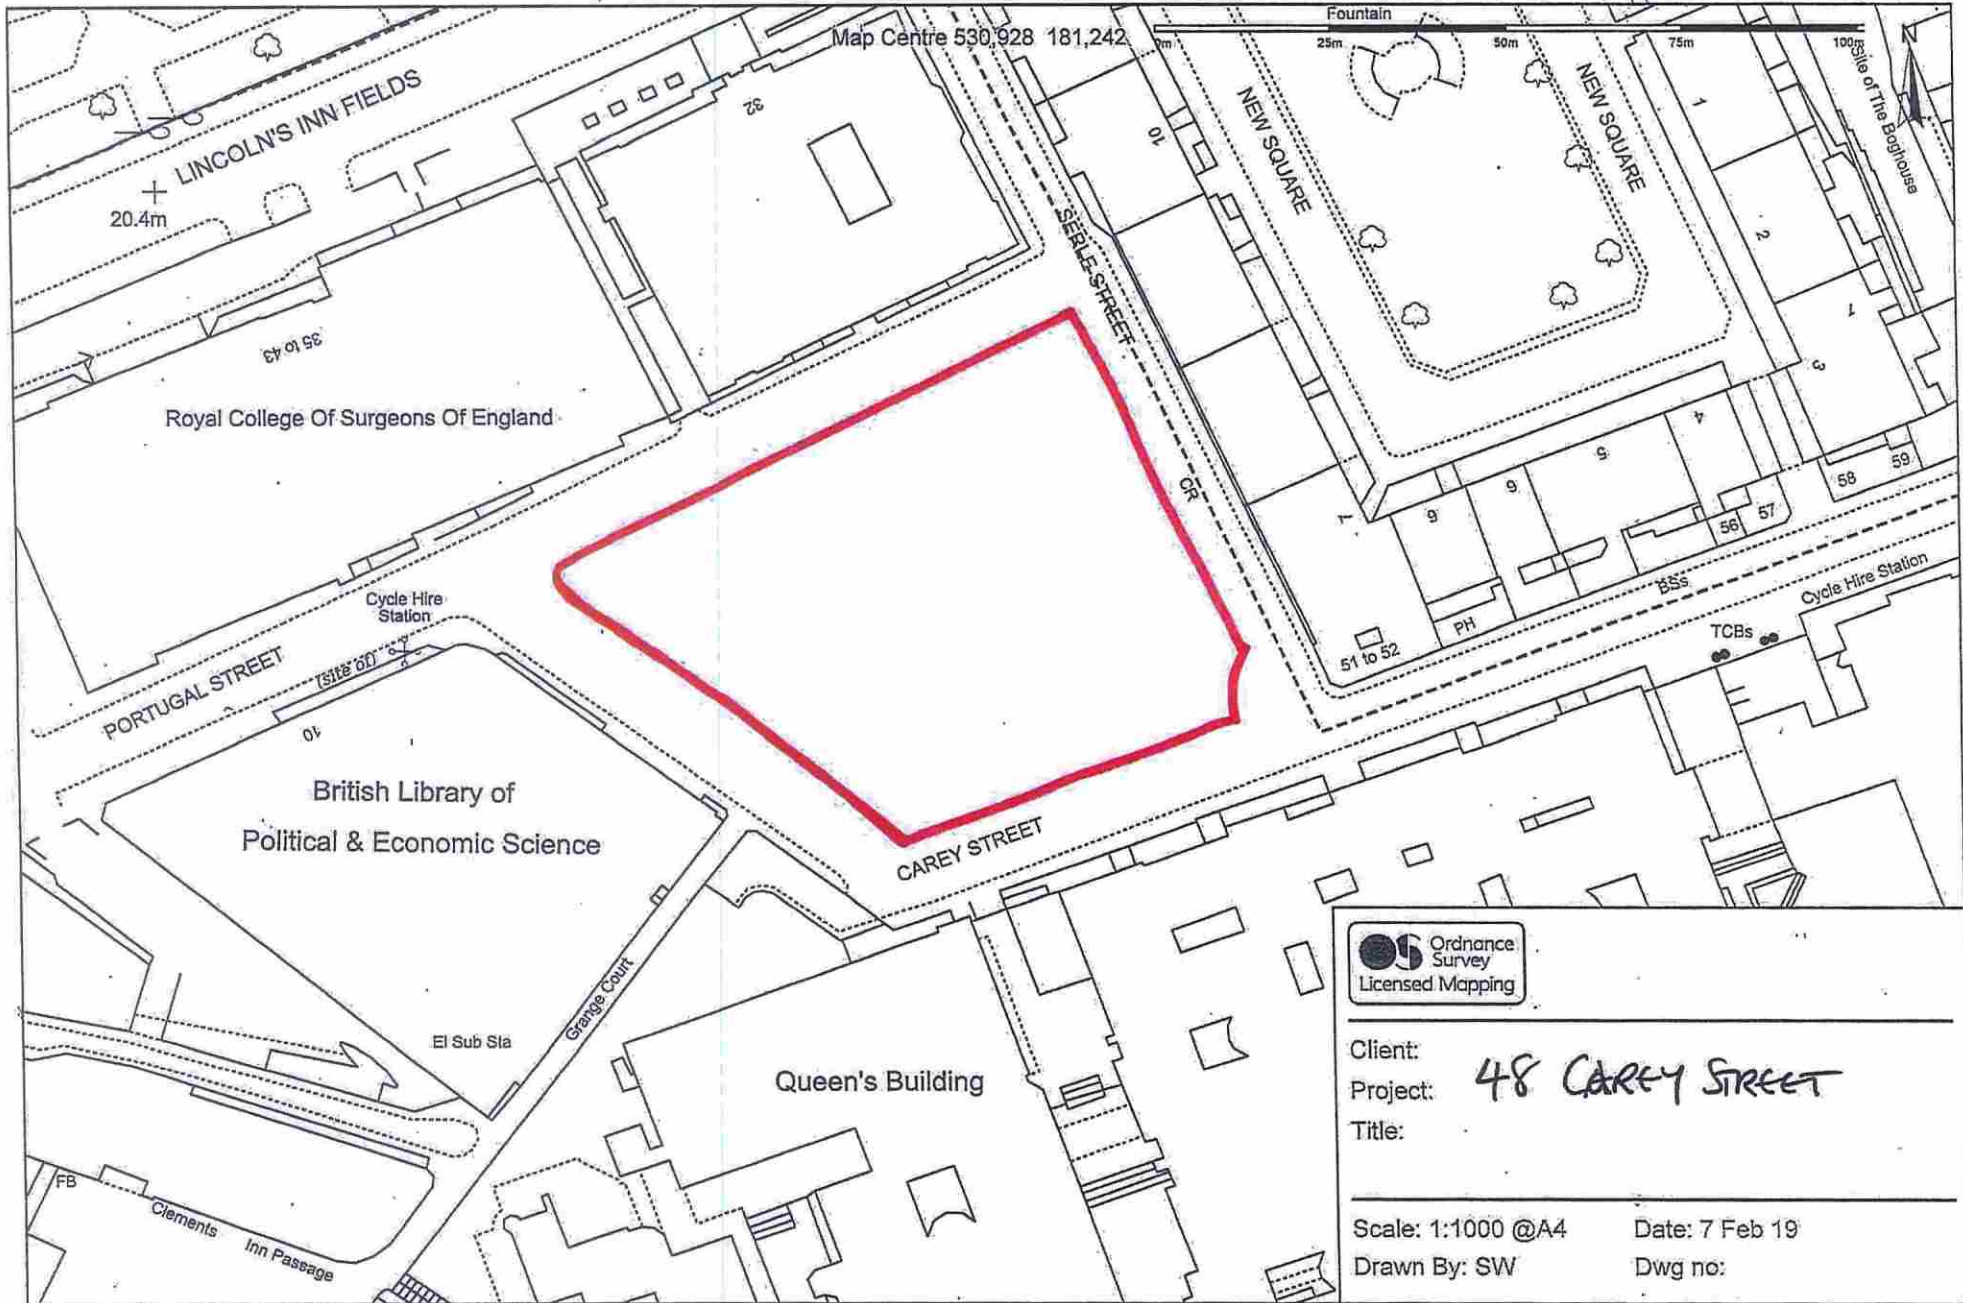 Map Centre 530,928 181,242
Fountain
0m 25m 50m 75m 100m
N
LINCOLN'S INN FIELDS
20.4m
32
10
NEW SQUARE
NEW SQUARE
1
Site of The Boghouse
2
SERLE STREET
35 to 43
1
3
Royal College Of Surgeons Of England
4
5
6
9
7
CR
59
58
57
56
BSs
Cycle Hire Station
Cycle Hire
Station
PH
TCBs
51 to 52
PORTUGAL STREET
(site of)
10
British Library of
Political & Economic Science
CAREY STREET
Grange Court
El Sub Sta
Queen's Building
FB
Clements
Inn Passage
OS Ordnance
Survey
Licensed Mapping
Client:
Project: 48 CAREY STREET
Title:
Scale: 1:1000 @A4 Date: 7 Feb 19
Drawn By: SW Dwg no: